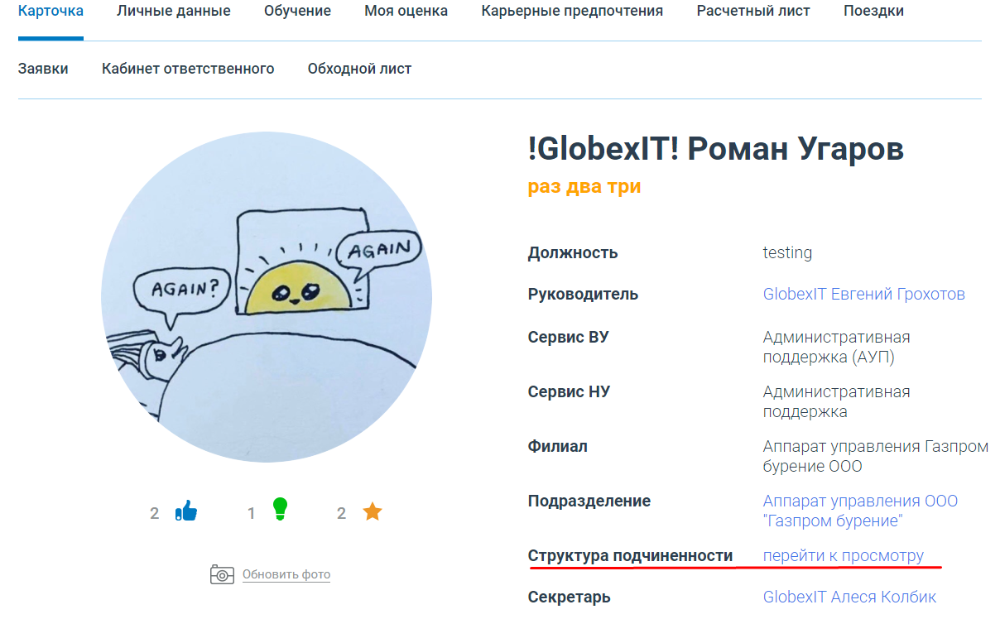 Карточка Личные данные Обучение Моя оценка Карьерные предпочтения Расчетный лист Поездки
Заявки Кабинет ответственного Обходной лист
!GlobexIT! Роман Угаров
раз два три
AGAIN
AGAIN?
Должность testing
Руководитель GlobexIT Евгений Грохотов
Сервис ВУ Административная
поддержка (АУП)
Сервис НУ Административная
поддержка
Филиал Аппарат управления Газпром
бурение ООО
Подразделение Аппарат управления ООО
"Газпром бурение"
Структура подчиненности перейти к просмотру
Секретарь GlobexIT Алеся Колбик
2 1 2
Обновить фото